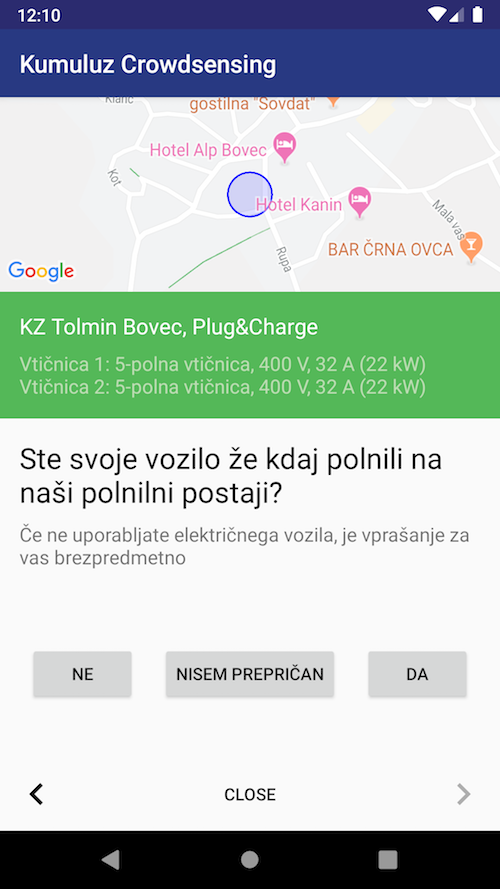 12:10
Kumuluz Crowdsensing
gostilna "Sovdat"
Hotel Alp Bovec
Kot
Hotel Kanin
Mala vas
BAR ČRNA OVCA
Rupa
Google
KZ Tolmin Bovec, Plug&Charge
Vtičnica 1: 5-polna vtičnica, 400 V, 32 A (22 kW)
Vtičnica 2: 5-polna vtičnica, 400 V, 32 A (22 kW)
Ste svoje vozilo že kdaj polnili na
naši polnilni postaji?
Če ne uporabljate električnega vozila, je vprašanje za
vas brezpredmetno
NE
NISEM PREPRIČAN
DA
CLOSE